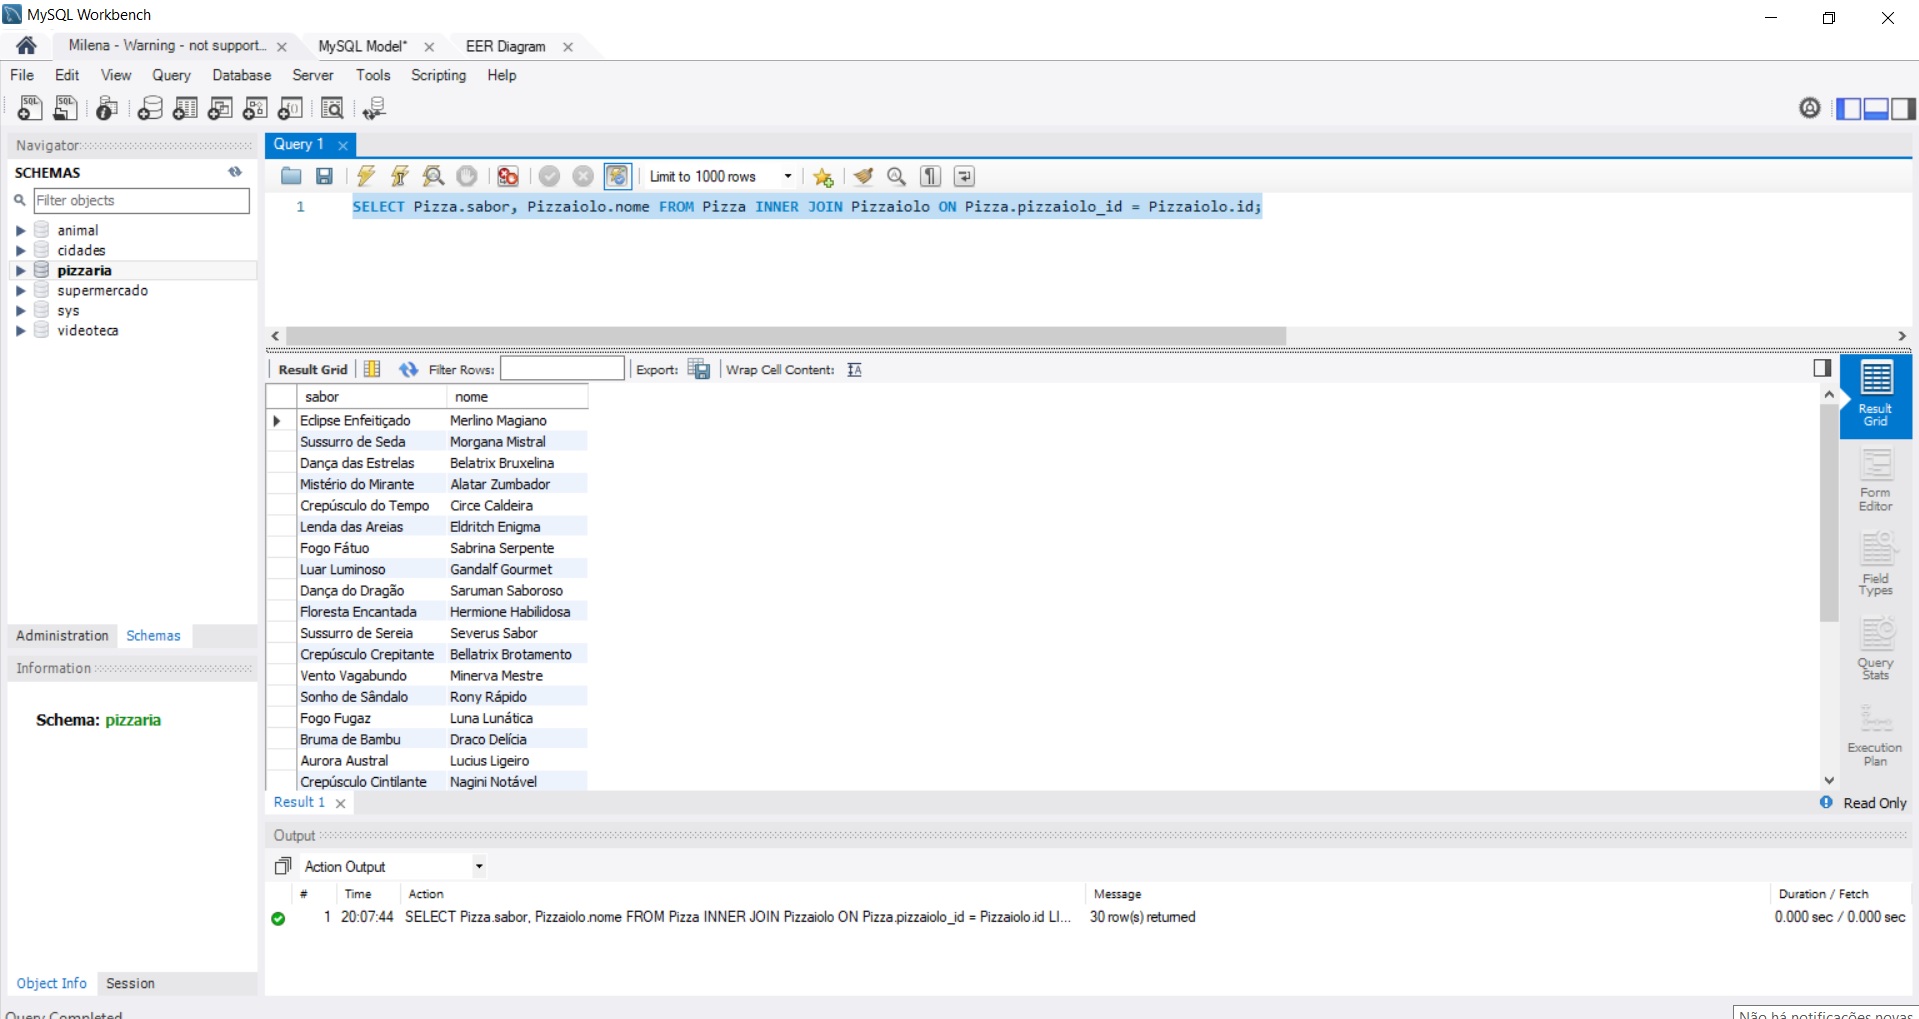 MySQL Workbench
Milena - Warning - not support...
MySQL Model*
EER Diagram
File Edit View Query Database Server Tools Scripting Help
Navigator
Query 1
SCHEMAS
Limit to 1000 rows
Filter objects
1 SELECT Pizza.sabor, Pizzaiolo.nome FROM Pizza INNER JOIN Pizzaiolo ON Pizza.pizzaiolo_id = Pizzaiolo.id;
animal
cidades
pizzaria
supermercado
sys
videoteca
Administration Schemas
Information
Schema: pizzaria
Object Info Session
Result Grid Filter Rows: Export: Wrap Cell Content:
sabor nome
Eclipse Enfeitiçado Merlino Magiano
Sussurro de Seda Morgana Mistral
Dança das Estrelas Belatrix Bruxelina
Mistério do Mirante Alatar Zumbador
Crepúsculo do Tempo Circe Caldeira
Lenda das Areias Eldritch Enigma
Fogo Fátuo Sabrina Serpente
Luar Luminoso Gandalf Gourmet
Dança do Dragão Saruman Saboroso
Floresta Encantada Hermione Habilidosa
Sussurro de Sereia Severus Sabor
Crepúsculo Crepitante Bellatrix Brotamento
Vento Vagabundo Minerva Mestre
Sonho de Sândalo Rony Rápido
Fogo Fugaz Luna Lunática
Bruma de Bambu Draco Delícia
Aurora Austral Lucius Ligeiro
Crepúsculo Cintilante Nagini Notável
Result
Grid
Form
Editor
Field
Types
Query
Stats
Execution
Plan
Result 1
Read Only
Output
Action Output
# Time Action Message Duration / Fetch
1 20:07:44 SELECT Pizza.sabor, Pizzaiolo.nome FROM Pizza INNER JOIN Pizzaiolo ON Pizza.pizzaiolo_id = Pizzaiolo.id LI... 30 row(s) returned 0.000 sec / 0.000 sec
Query Completed
Não há notificações novas